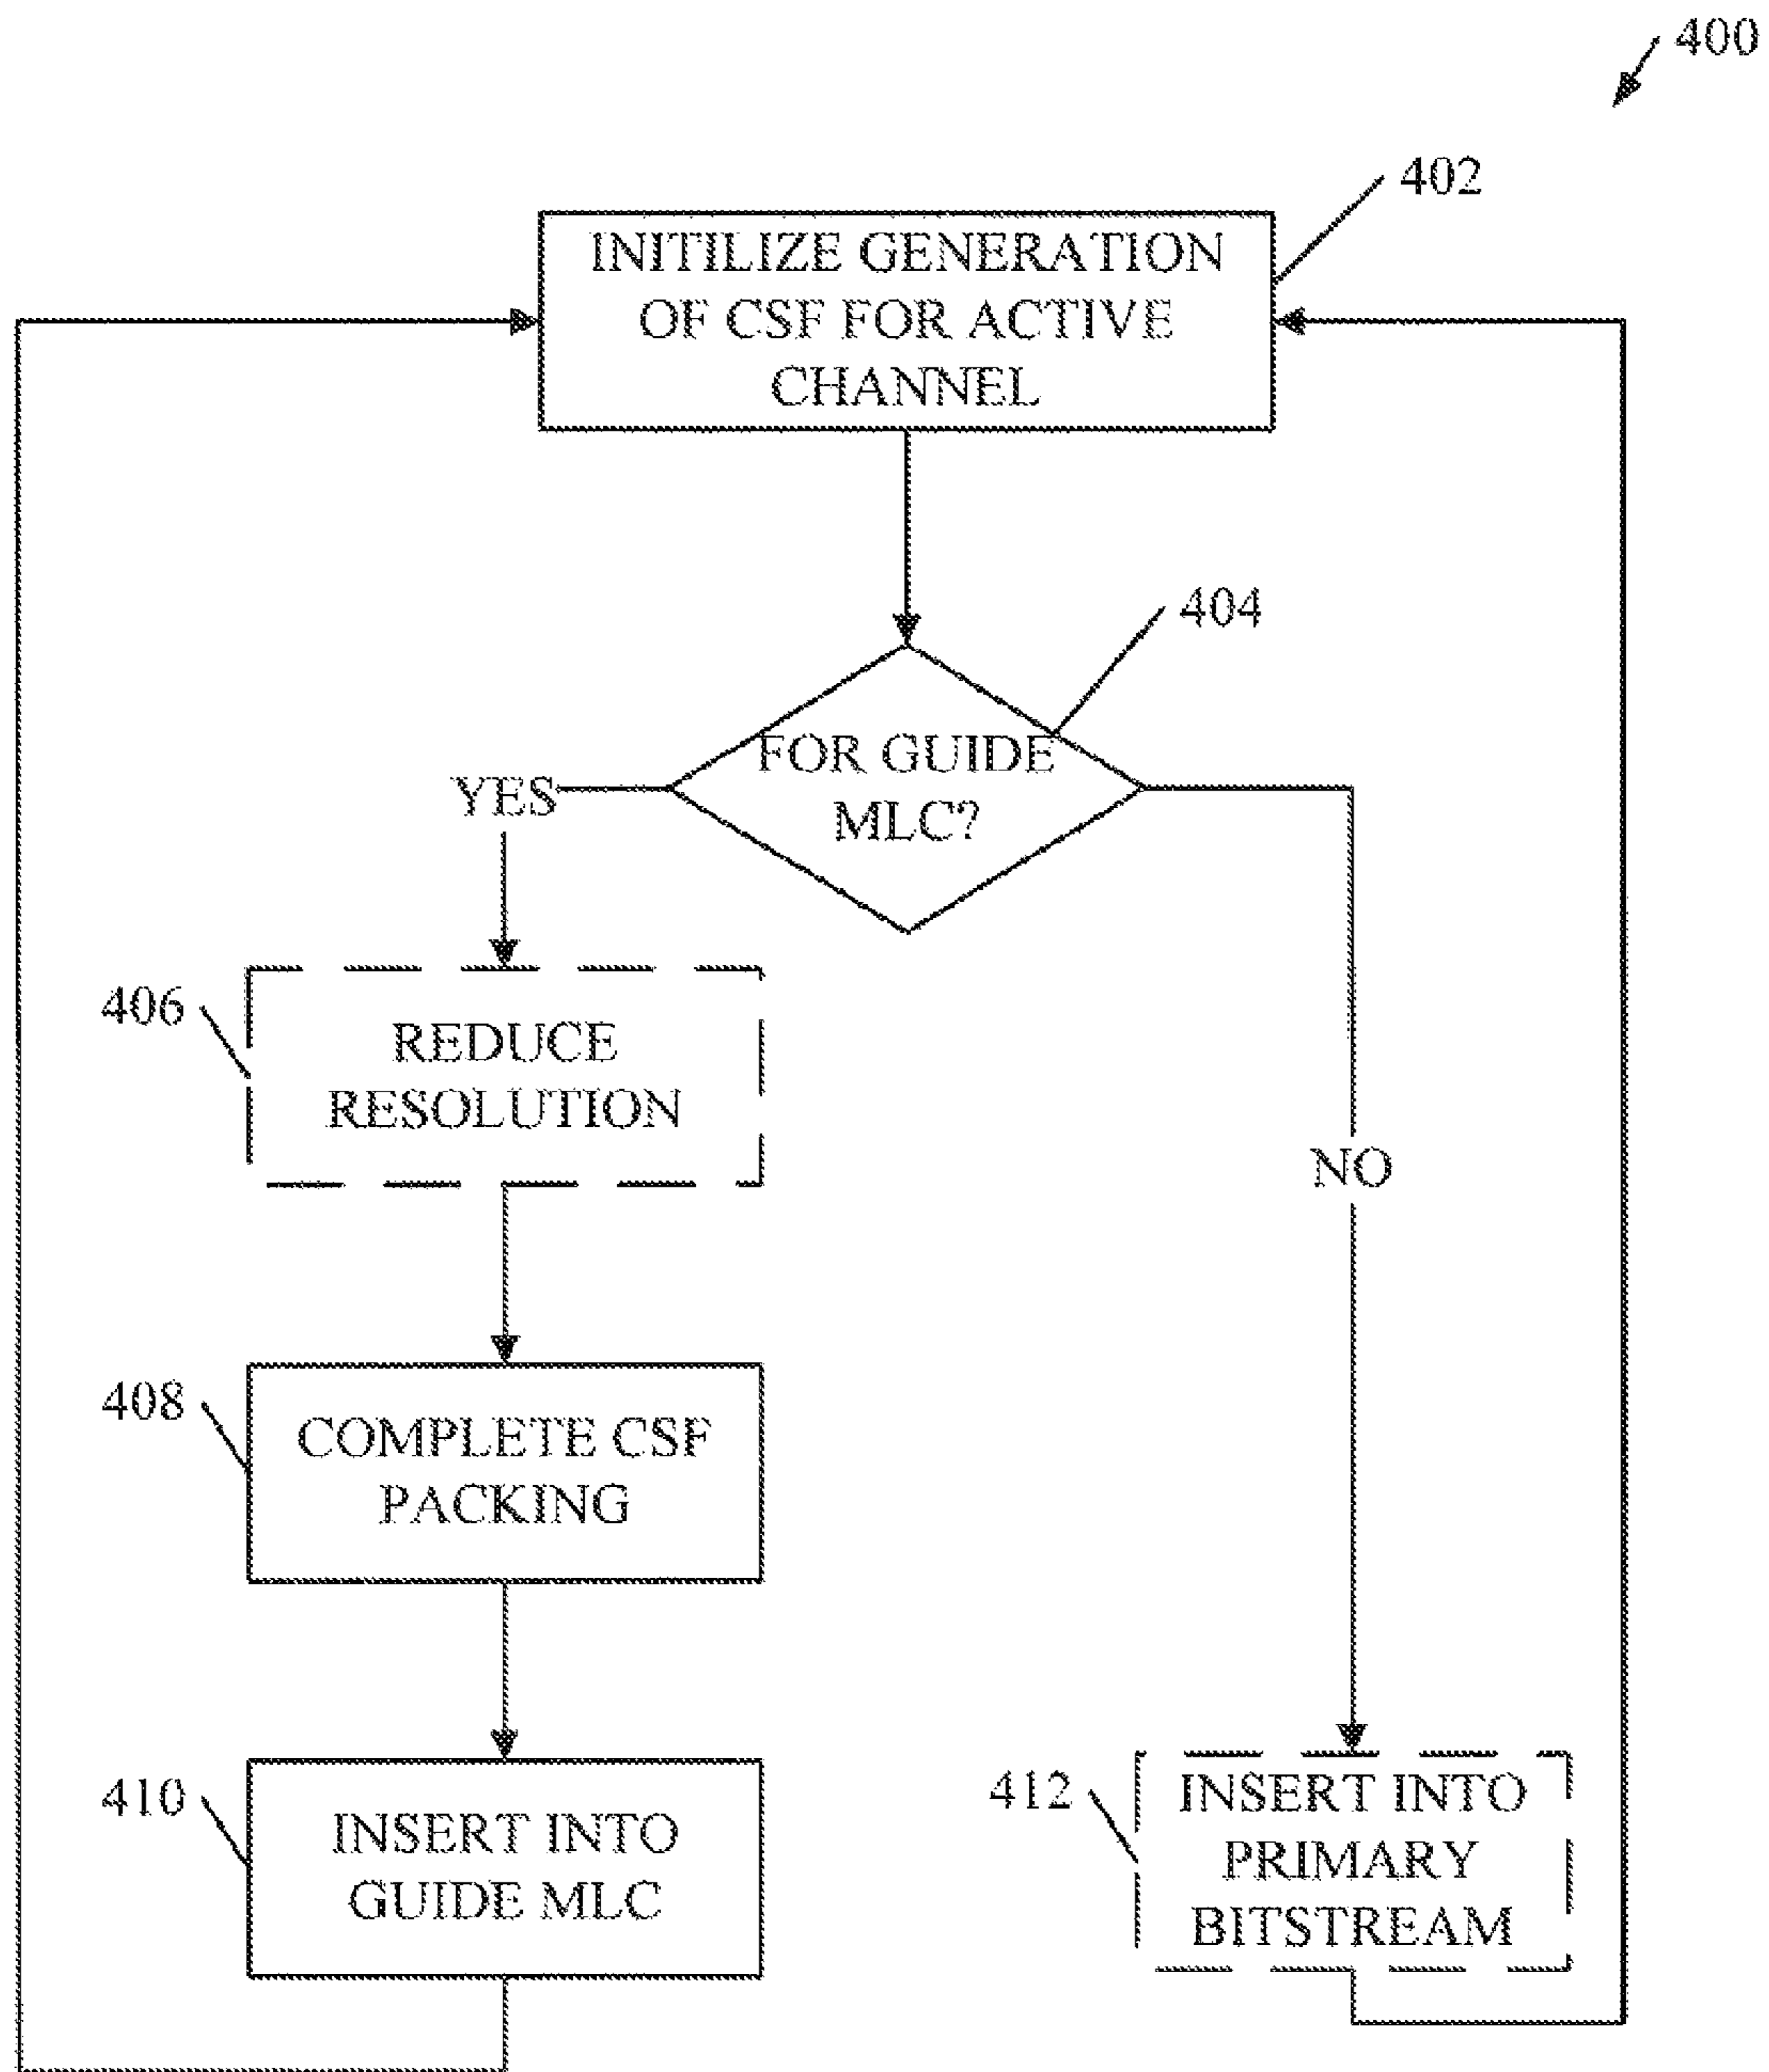 400
402
INITILIZE GENERATION
OF CSF FOR ACTIVE
CHANNEL
404
FOR GUIDE
MLC?
YES
NO
406
REDUCE
RESOLUTION
408
COMPLETE CSF
PACKING
410
INSERT INTO
GUIDE MLC
412
INSERT INTO
PRIMARY
BITSTREAM